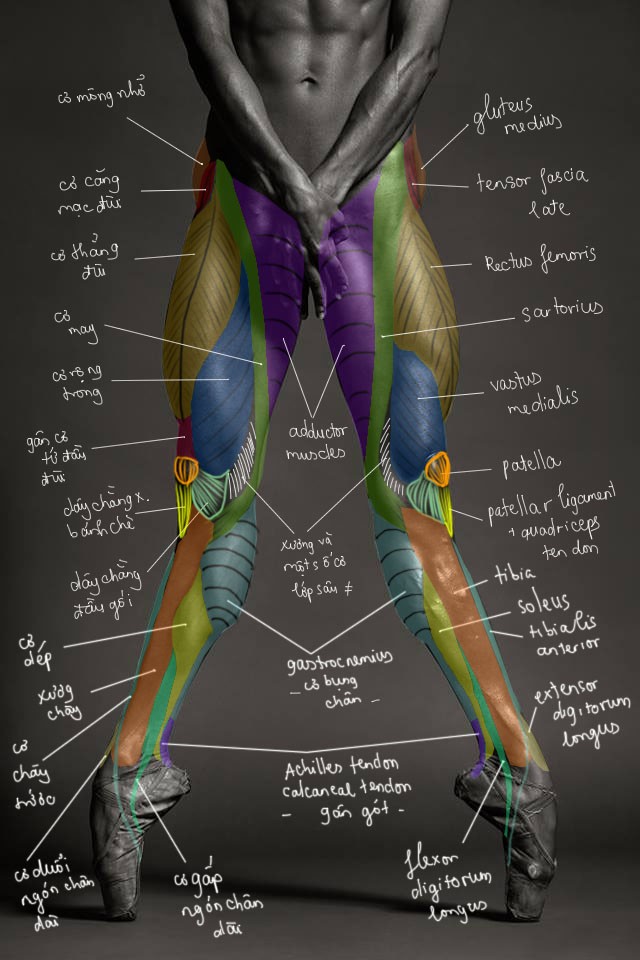 cơ mông nhỏ
cơ căng
mạc đùi
cơ thẳng
đùi
cơ
may
cơ rộng
trong
gân cơ
tứ đầu
đùi
dây chằng x.
bánh chè
dây chằng
đầu gối
cơ
dép
xương
chày
cơ
chày
trước
cơ duỗi
ngón chân
dài
cơ gấp
ngón chân
dài
adductor
muscles
xương và
một số cơ
lớp sâu ≠
gastrocnemius
- cơ bụng
chân -
Achilles tendon
calcaneal tendon
- gân gót -
gluteus
medius
tensor fascia
late
Rectus femoris
sartorius
vastus
medialis
patella
patellar ligament
+ quadriceps
tendon
tibia
soleus
tibialis
anterior
extensor
digitorum
longus
flexor
digitorum
longus